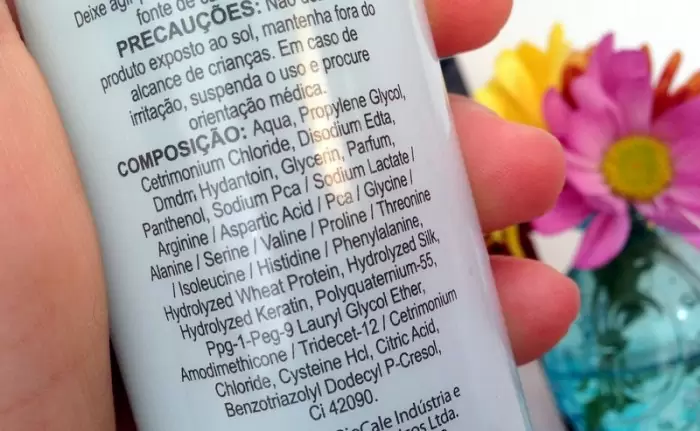 Deixe agir p
fonte de
PRECAUÇÕES: Não
produto exposto ao sol, mantenha fora do
alcance de crianças. Em caso de
irritação, suspenda o uso e procure
orientação médica.
COMPOSIÇÃO: Aqua, Propylene Glycol,
Cetrimonium Chloride, Disodium Edta,
Dmdm Hydantoin, Glycerin, Parfum,
Panthenol, Sodium Pca / Sodium Lactate /
Arginine / Aspartic Acid / Pca / Glycine /
Alanine / Serine / Valine / Proline / Threonine
/ Isoleucine / Histidine / Phenylalanine,
Hydrolyzed Wheat Protein, Hydrolyzed Silk,
Hydrolyzed Keratin, Polyquaternium-55,
Ppg-1-Peg-9 Lauryl Glycol Ether,
Amodimethicone / Tridecet-12 / Cetrimonium
Chloride, Cysteine Hcl, Citric Acid,
Benzotriazolyl Dodecyl P-Cresol,
Ci 42090.
Indústria e
Ltda.